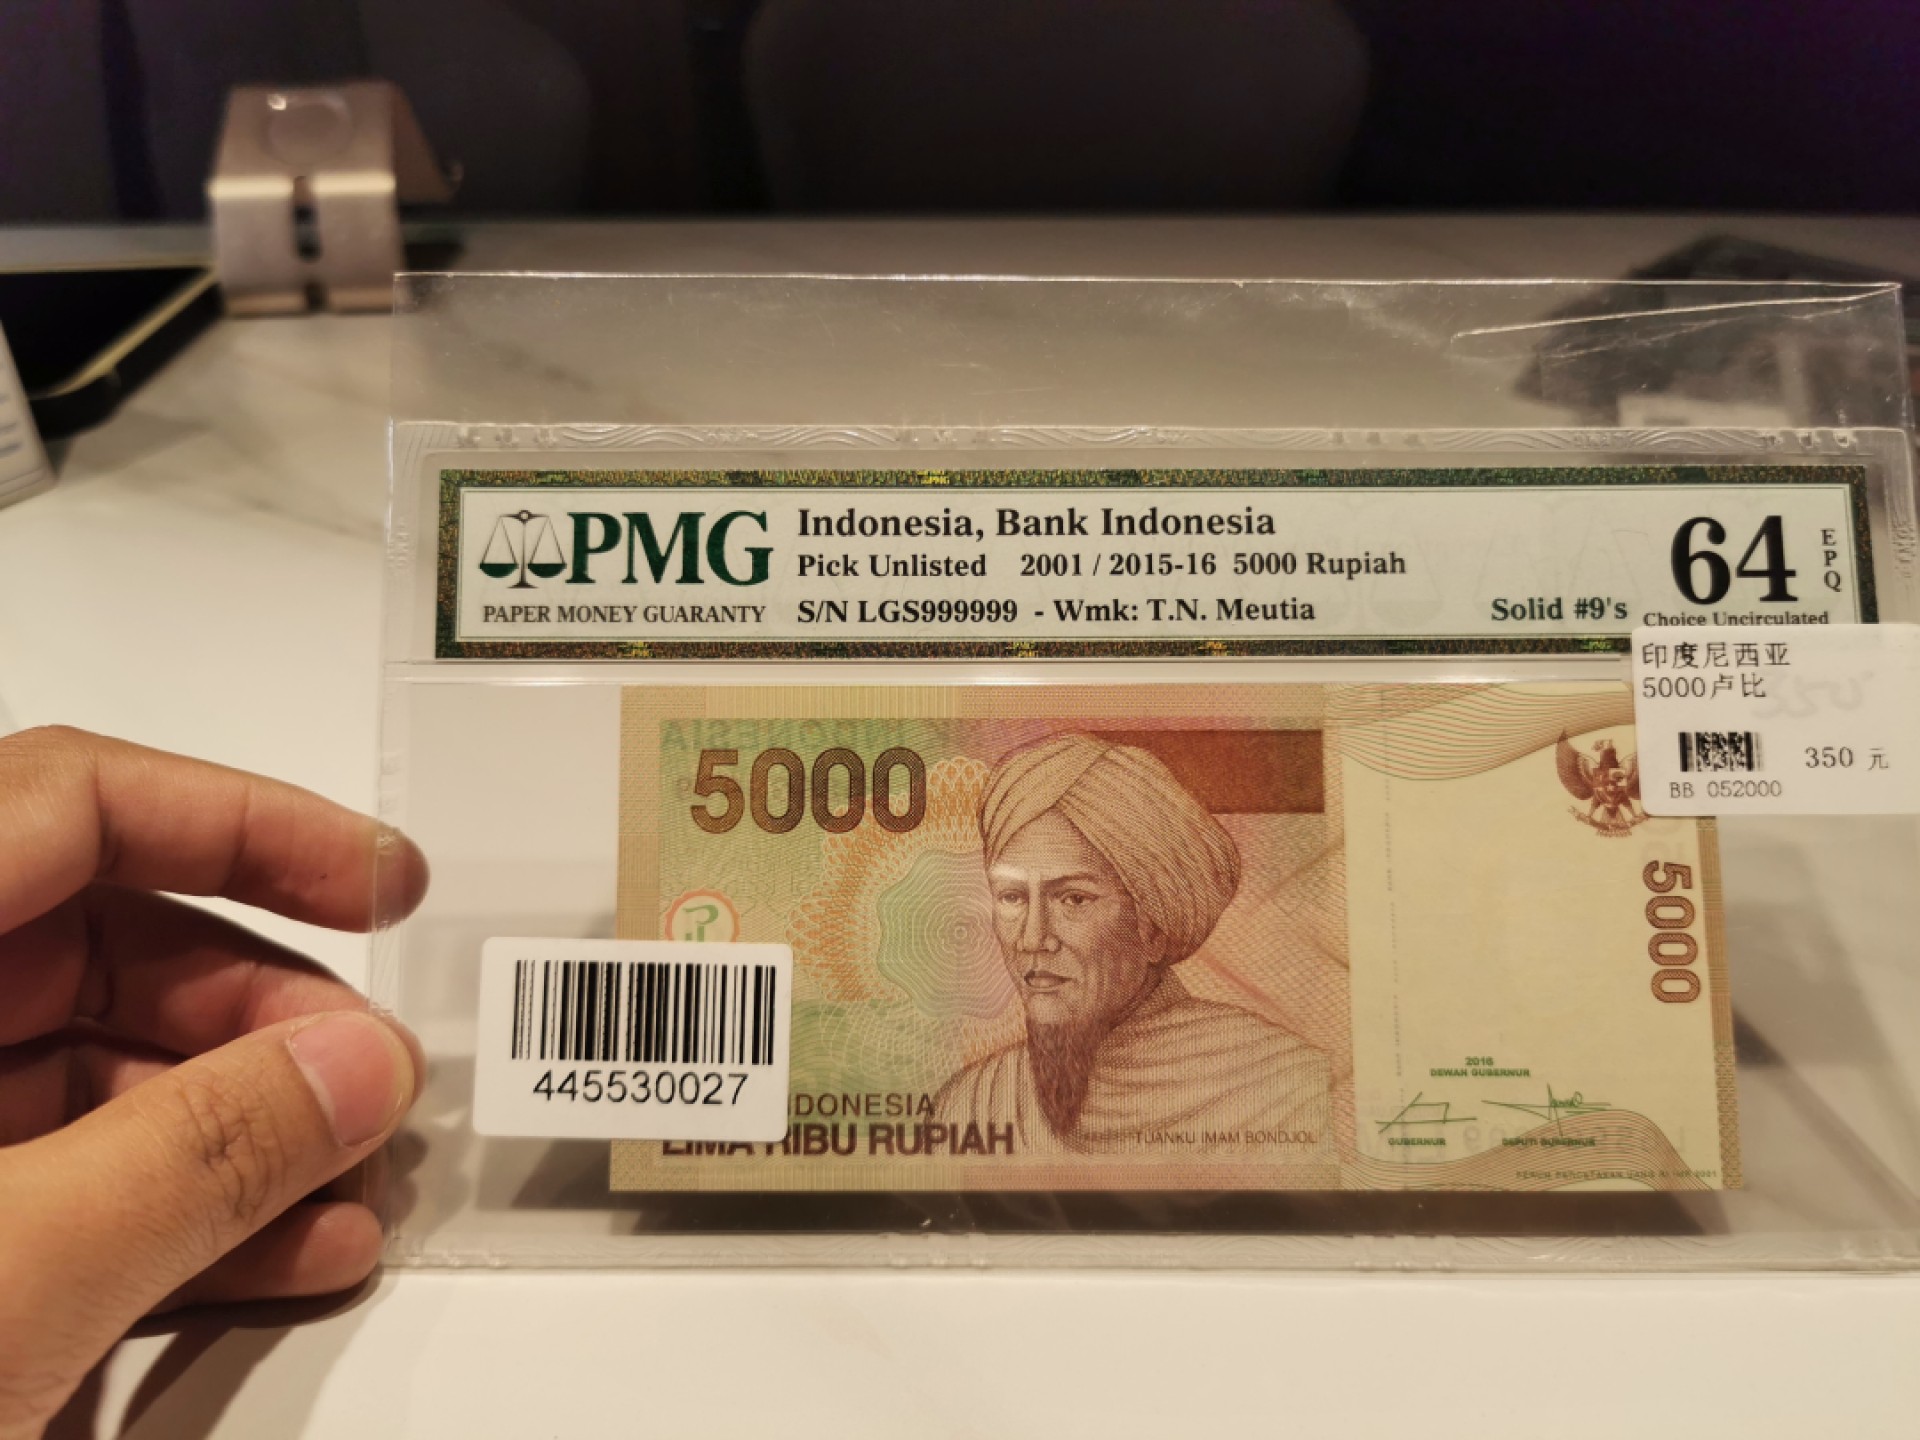 PMG
PAPER MONEY GUARANTY
Indonesia, Bank Indonesia
Pick Unlisted 2001 / 2015-16 5000 Rupiah
S/N LGS999999 - Wmk: T.N. Meutia
Solid #9's
64
EPQ
Choice Uncirculated
印度尼西亚
5000卢比
350 元
BB 052000
5000
5000
445530027
2016
DEWAN GUBERNUR
GUBERNUR
DEPUTI GUBERNUR
DONESIA
LIMA RIBU RUPIAH
TUANKU IMAM BONDJOL